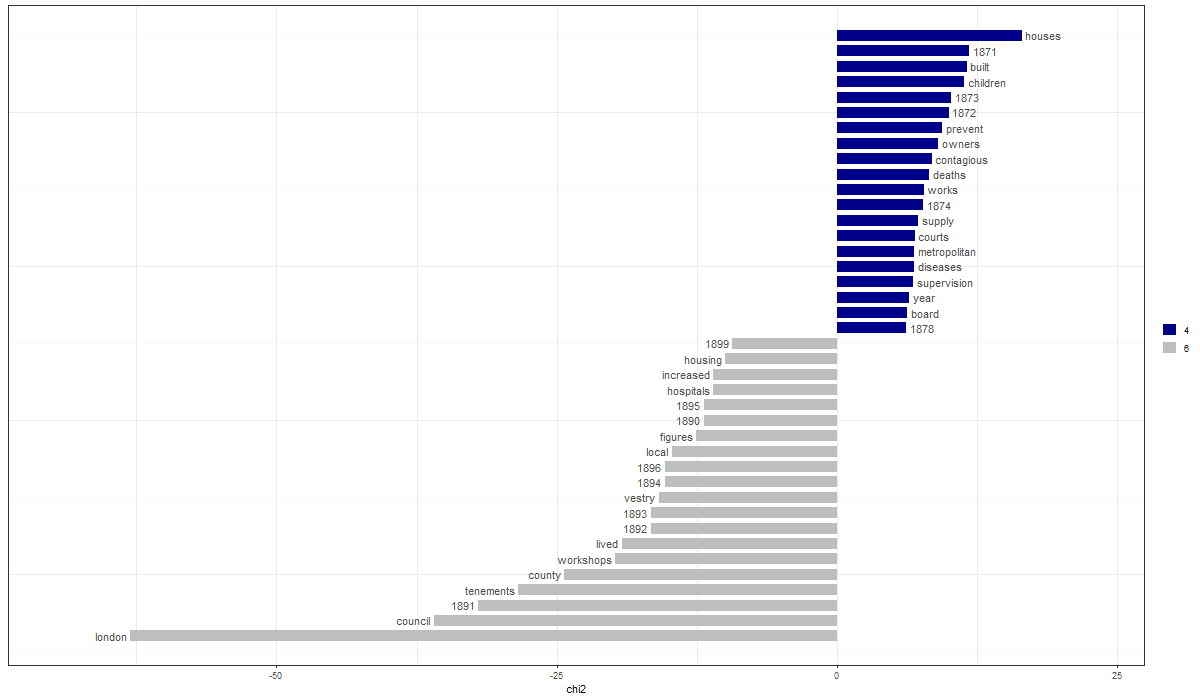 houses
1871
built
children
1873
1872
prevent
owners
contagious
deaths
works
1874
supply
courts
metropolitan
diseases
supervision
year
board
1878
4
1899
6
housing
increased
hospitals
1895
1890
figures
local
1896
1894
vestry
1893
1892
lived
workshops
county
tenements
1891
council
london
-50
-25
0
25
chi2